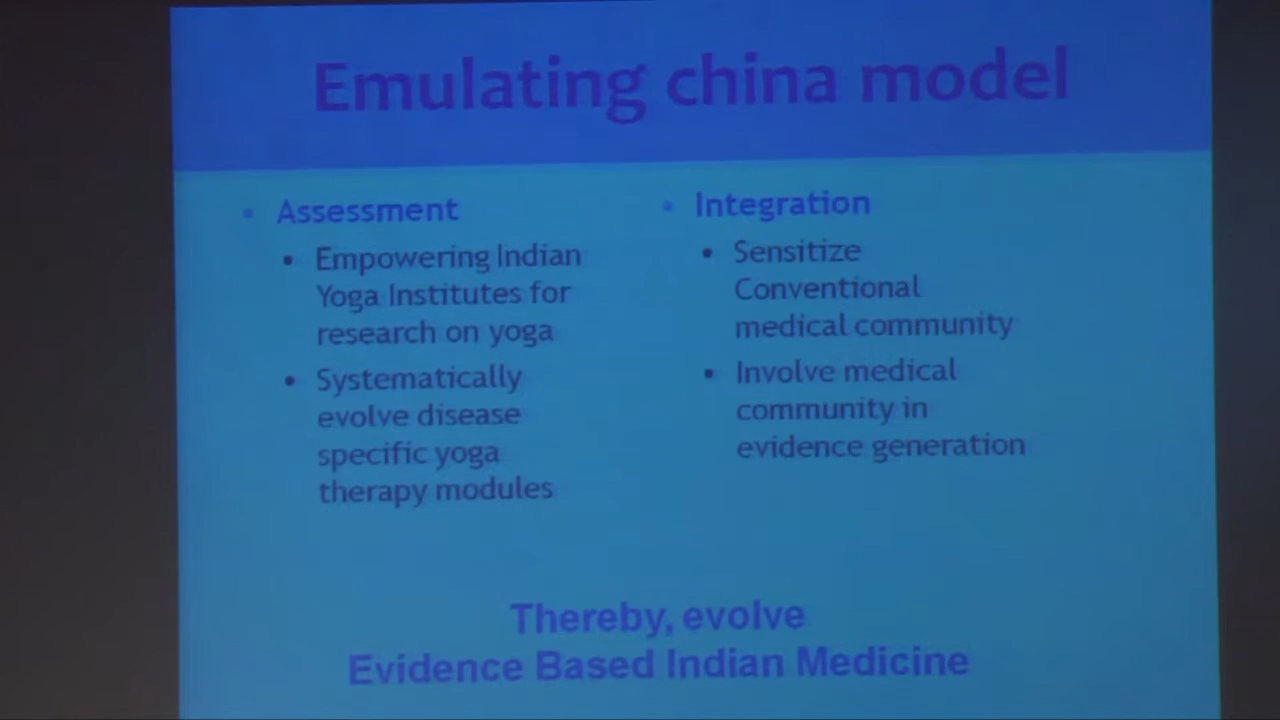 Emulating china model
• Assessment
• Empowering Indian
Yoga Institutes for
research on yoga
• Systematically
evolve disease
specific yoga
therapy modules
• Integration
• Sensitize
Conventional
medical community
• Involve medical
community in
evidence generation
Thereby, evolve
Evidence Based Indian Medicine